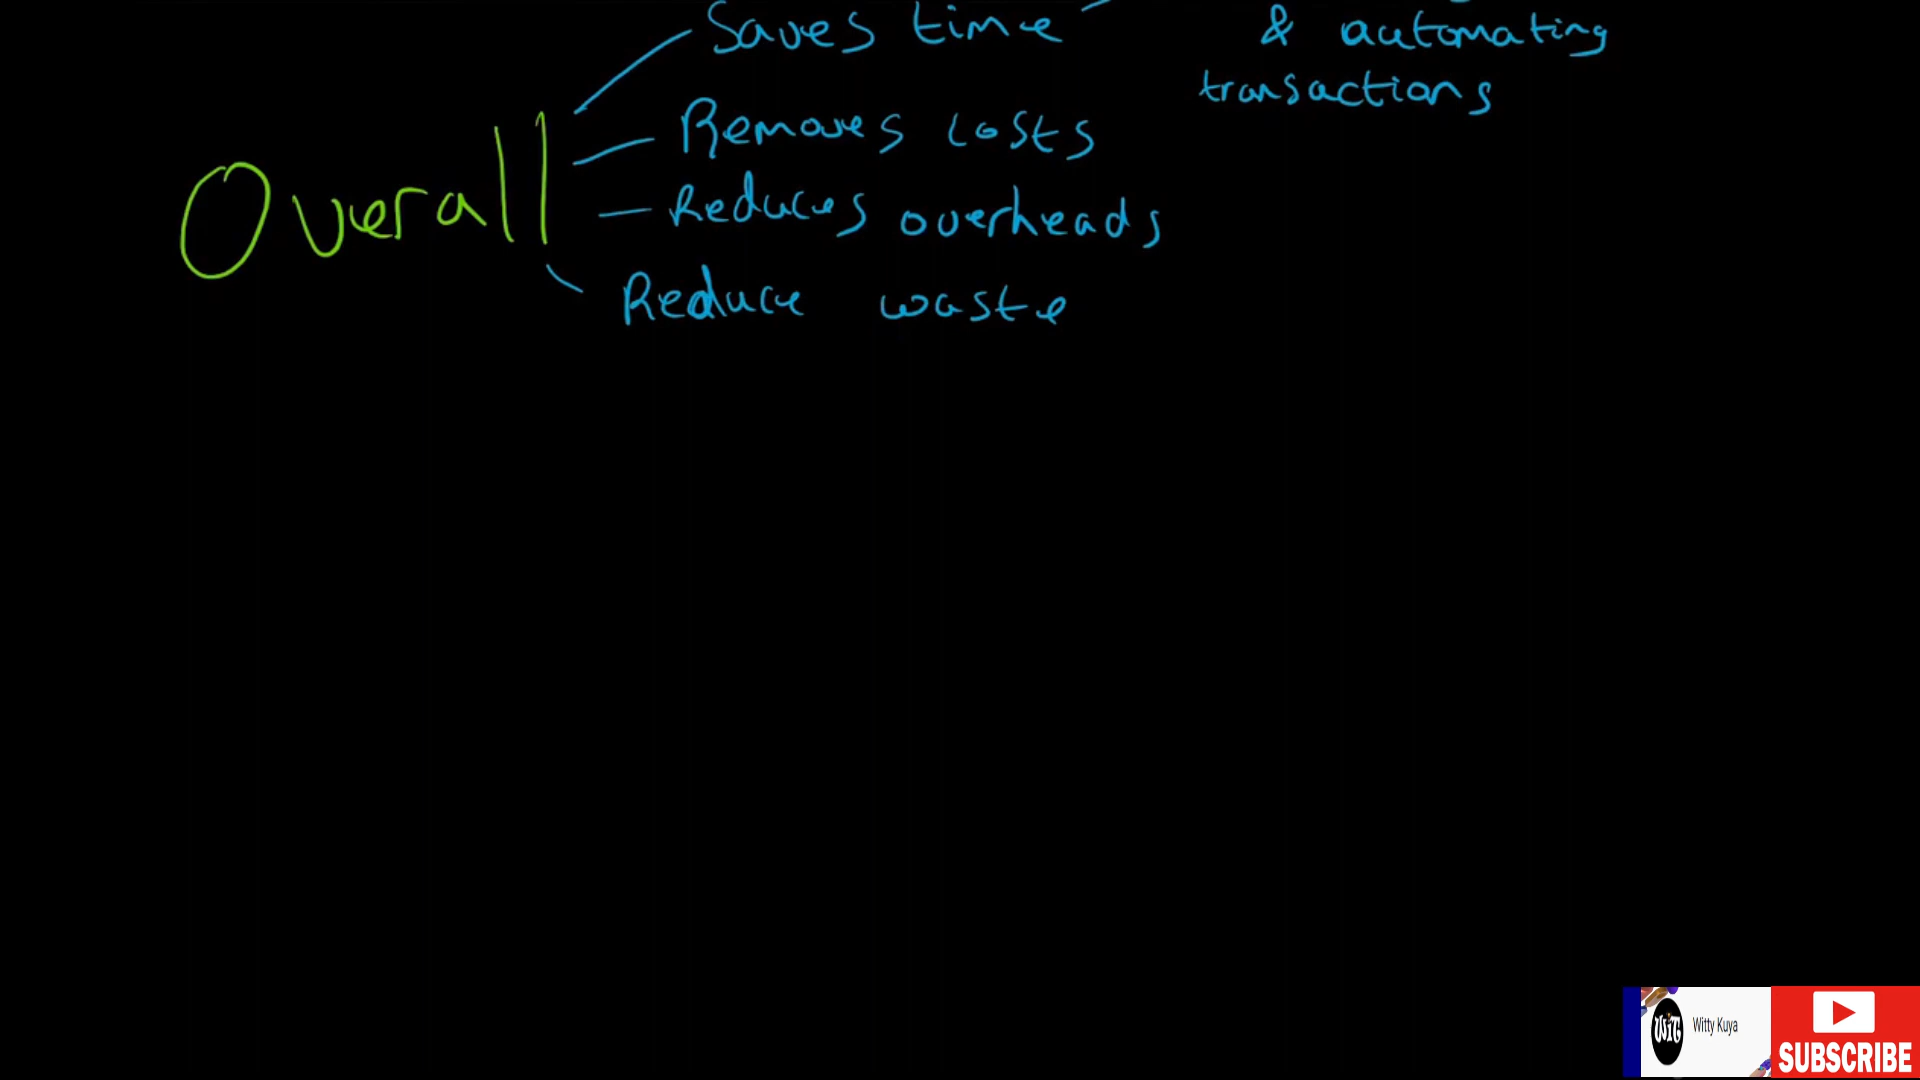 Saves time
& automating
transactions
Removes costs
Overall
Reduces overheads
Reduce waste
Witty Kuya
SUBSCRIBE